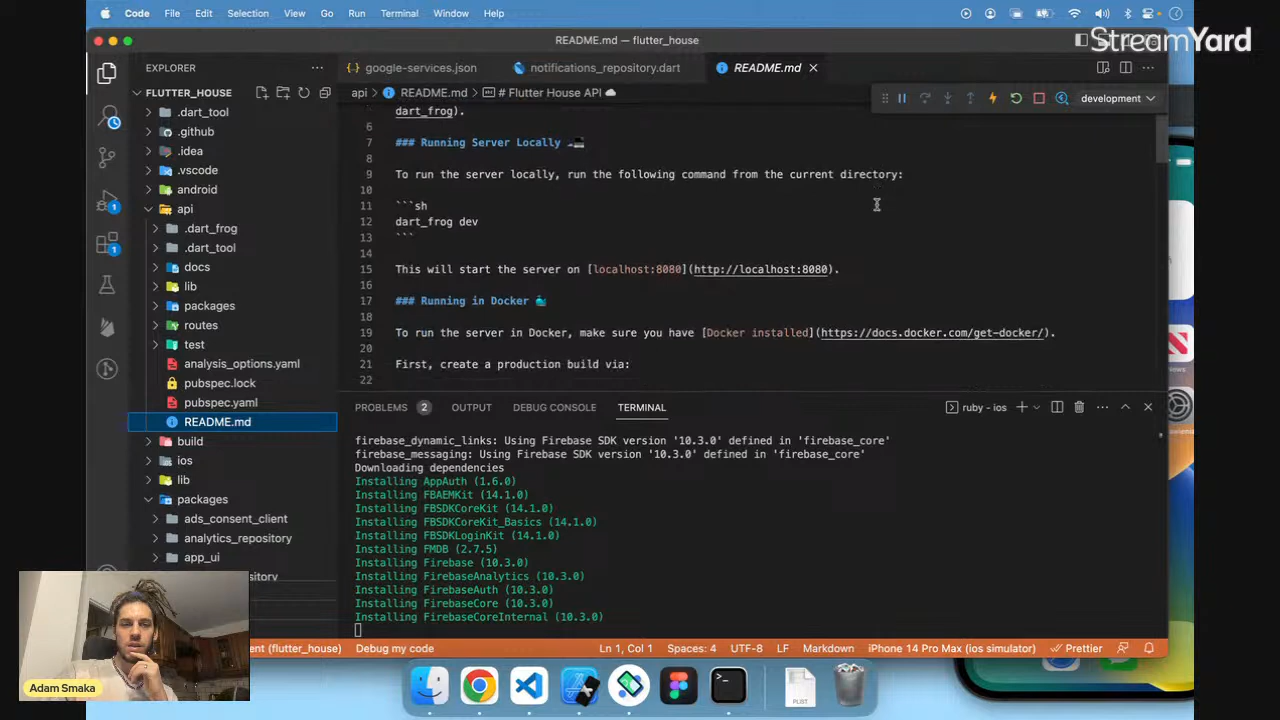 Code File Edit Selection View Go Run Terminal Window Help
StreamYard
README.md — flutter_house
EXPLORER
google-services.json
notifications_repository.dart
README.md
FLUTTER_HOUSE
api > README.md > # Flutter House API
development
.dart_tool
.github
.idea
.vscode
android
api
.dart_frog
.dart_tool
docs
lib
packages
routes
test
analysis_options.yaml
pubspec.lock
pubspec.yaml
README.md
build
ios
lib
packages
ads_consent_client
analytics_repository
app_ui
dart_frog).
6
7 ### Running Server Locally
8
9 To run the server locally, run the following command from the current directory:
10
11 ```sh
12 dart_frog dev
13 ```
14
15 This will start the server on [localhost:8080](http://localhost:8080).
16
17 ### Running in Docker
18
19 To run the server in Docker, make sure you have [Docker installed](https://docs.docker.com/get-docker/).
20
21 First, create a production build via:
22
News
PROBLEMS 2 OUTPUT DEBUG CONSOLE TERMINAL
ruby - ios
firebase_dynamic_links: Using Firebase SDK version '10.3.0' defined in 'firebase_core'
firebase_messaging: Using Firebase SDK version '10.3.0' defined in 'firebase_core'
Downloading dependencies
Installing AppAuth (1.6.0)
Installing FBAEMKit (14.1.0)
Installing FBSDKCoreKit (14.1.0)
Installing FBSDKCoreKit_Basics (14.1.0)
Installing FBSDKLoginKit (14.1.0)
Installing FMDB (2.7.5)
Installing Firebase (10.3.0)
Installing FirebaseAnalytics (10.3.0)
Installing FirebaseAuth (10.3.0)
Installing FirebaseCore (10.3.0)
Installing FirebaseCoreInternal (10.3.0)
(flutter_house) Debug my code Ln 1, Col 1 Spaces: 4 UTF-8 LF Markdown iPhone 14 Pro Max (ios simulator) Prettier
Adam Smaka